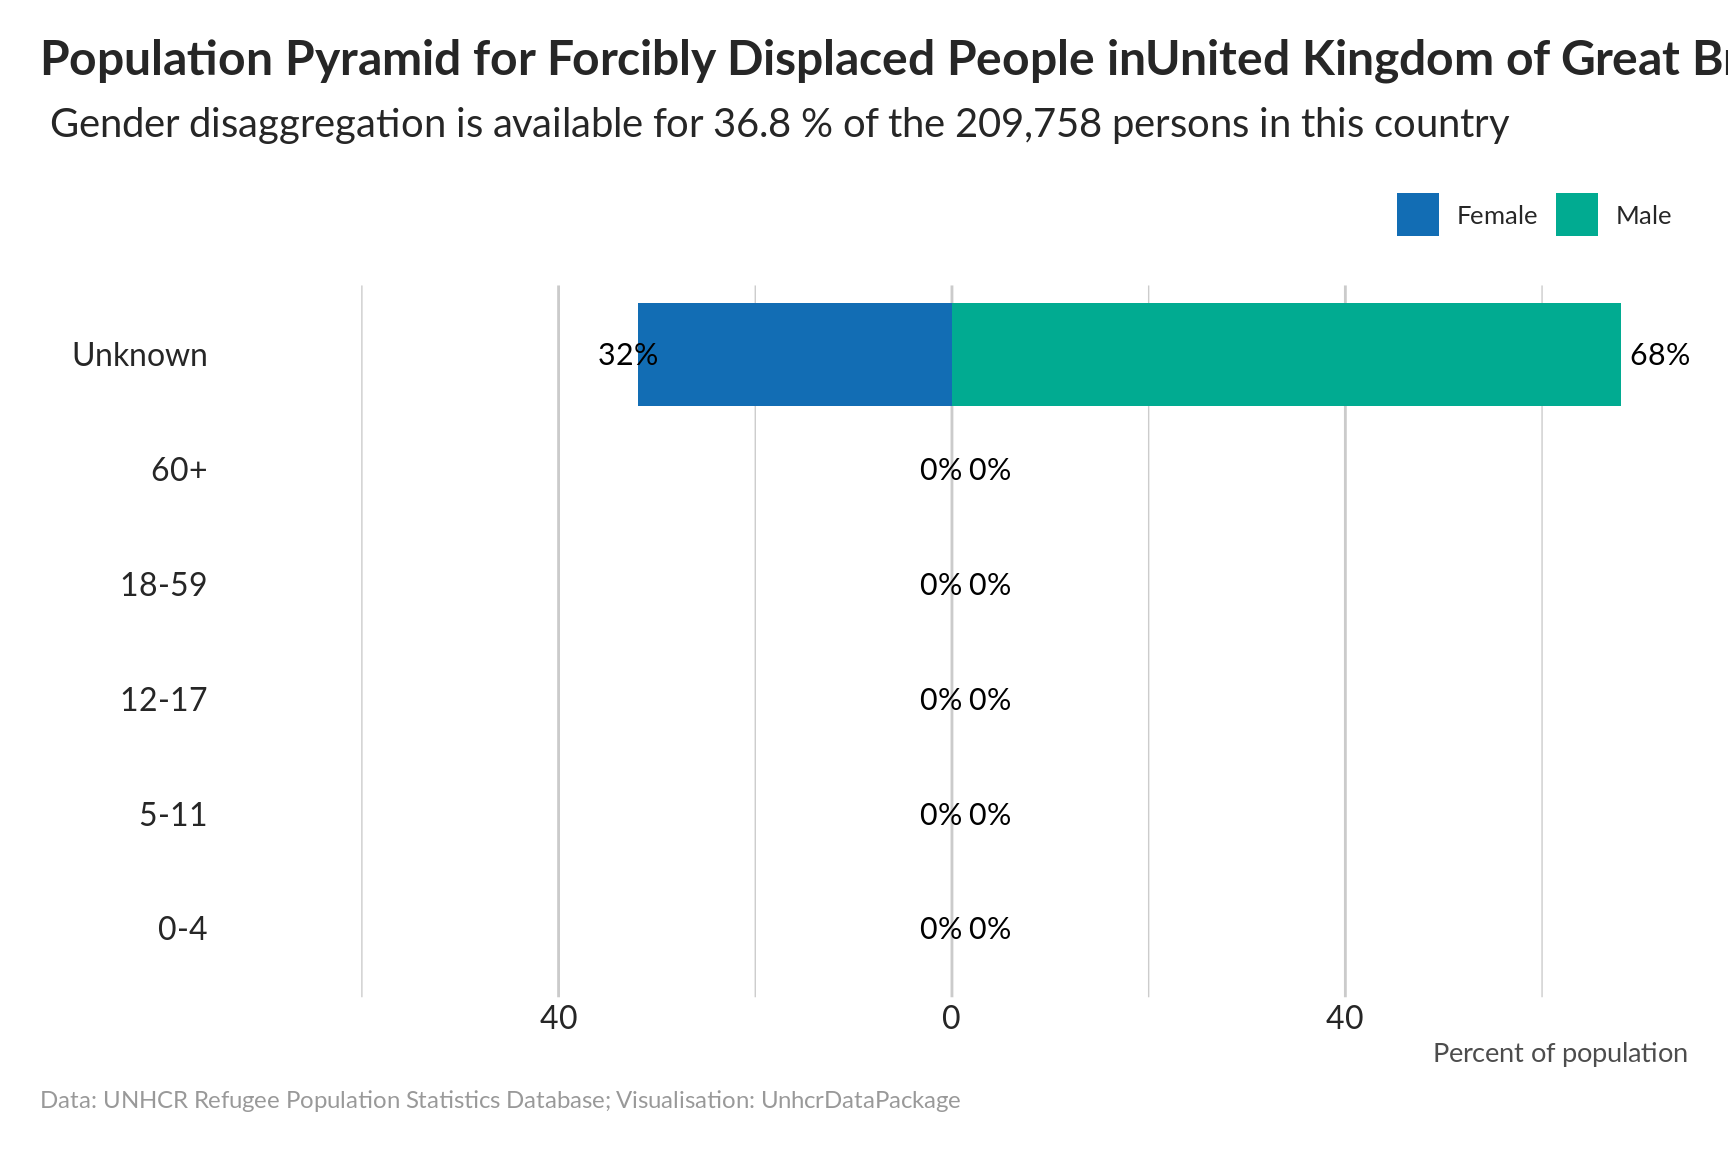 Population Pyramid for Forcibly Displaced People inUnited Kingdom of Great Br
Gender disaggregation is available for 36.8 % of the 209,758 persons in this country
Female Male
Unknown 32% 68%
60+ 0% 0%
18-59 0% 0%
12-17 0% 0%
5-11 0% 0%
0-4 0% 0%
40 0 40
Percent of population
Data: UNHCR Refugee Population Statistics Database; Visualisation: UnhcrDataPackage